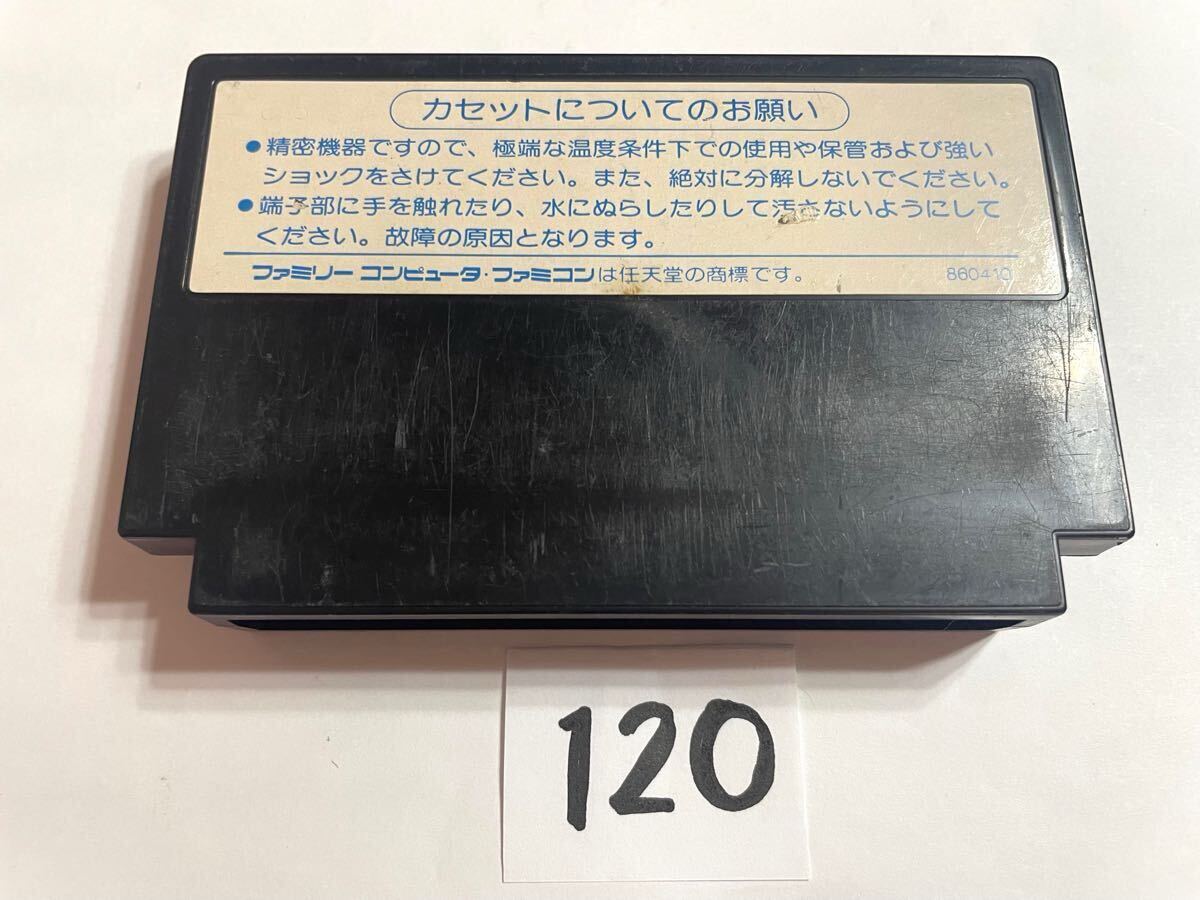 カセットについてのお願い
●精密機器ですので、極端な温度条件下での使用や保管および強い
ショックをさけてください。また、絶対に分解しないでください。
●端子部に手を触れたり、水にぬらしたりして汚さないようにして
ください。故障の原因となります。
ファミリー コンピュータ・ファミコンは任天堂の商標です。 860410
120